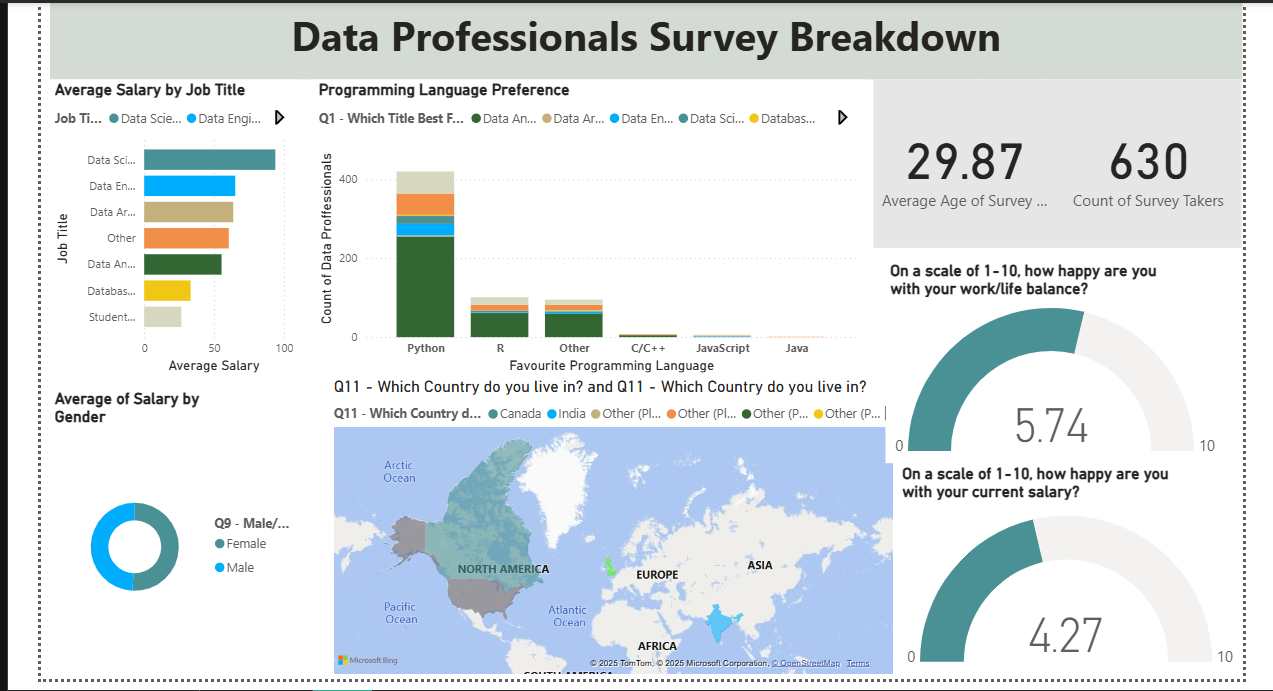 Data Professionals Survey Breakdown
Average Salary by Job Title
Job Ti... Data Scie... Data Engi...
Job Title
Data Sci...
Data En...
Data Ar...
Other
Data An...
Databas...
Student...
0 50 100
Average Salary
Programming Language Preference
Q1 - Which Title Best F... Data An... Data Ar... Data En... Data Sci... Databas...
Count of Data Proffessionals
400
200
0
Python R Other C/C++ JavaScript Java
Favourite Programming Language
29.87
Average Age of Survey ...
630
Count of Survey Takers
On a scale of 1-10, how happy are you
with your work/life balance?
5.74
0 10
Average of Salary by
Gender
Q9 - Male/...
Female
Male
Q11 - Which Country do you live in? and Q11 - Which Country do you live in?
Q11 - Which Country d... Canada India Other (Pl... Other (Pl... Other (P... Other (P...
Arctic
Ocean
NORTH AMERICA
EUROPE
ASIA
Pacific
Ocean
Atlantic
Ocean
AFRICA
SOUTH AMERICA
Microsoft Bing
© 2025 TomTom, © 2025 Microsoft Corporation, © OpenStreetMap Terms
On a scale of 1-10, how happy are you
with your current salary?
4.27
0 10